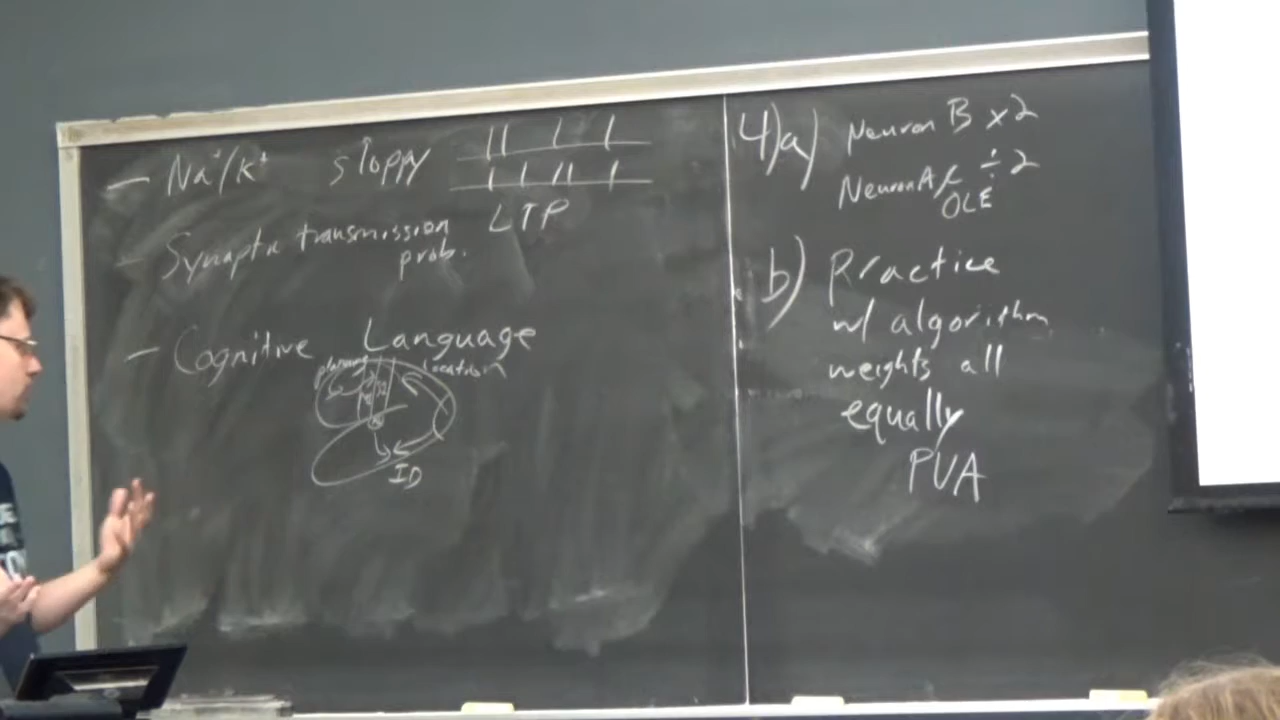 – Na⁺/K⁺ sloppy
LTP
– Synaptic transmission
prob.
– Cognitive Language
planning location
ID
4)a) Neuron B x2
Neuron A ÷2
OLE
b) Practice
w/ algorithm
weights all
equally
PVA